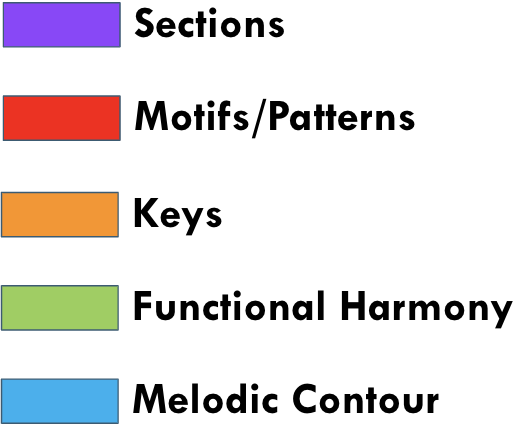 Sections
Motifs/Patterns
Keys
Functional Harmony
Melodic Contour